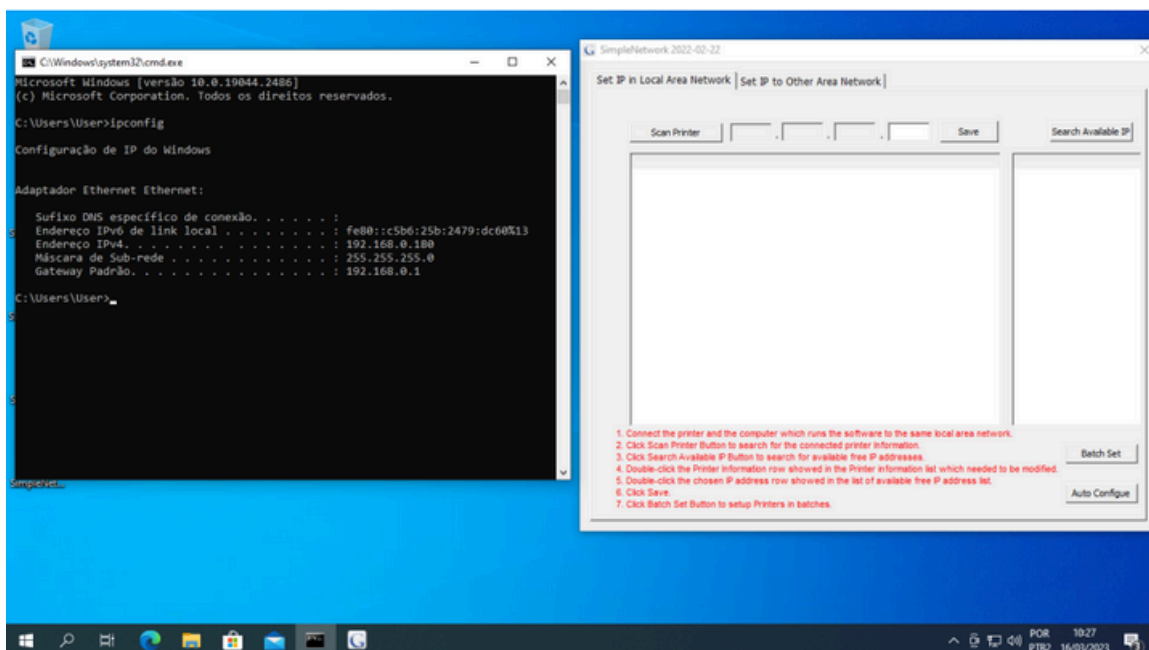 C:\Windows\system32\cmd.exe
Microsoft Windows [versão 10.0.19044.2486]
(c) Microsoft Corporation. Todos os direitos reservados.
C:\Users\User>ipconfig
Configuração de IP do Windows
Adaptador Ethernet Ethernet:
Sufixo DNS específico de conexão. . . . . . :
Endereço IPv6 de link local . . . . . . . . : fe80::c5b6:25b:2479:dc60%13
Endereço IPv4. . . . . . . . . . . . . . . : 192.168.0.180
Máscara de Sub-rede . . . . . . . . . . . . : 255.255.255.0
Gateway Padrão. . . . . . . . . . . . . . . : 192.168.0.1
C:\Users\User>
SimpleNet...
SimpleNetwork 2022-02-22
Set IP in Local Area Network
Set IP to Other Area Network
Scan Printer . . . Save Search Available IP
1. Connect the printer and the computer which runs the software to the same local area network.
2. Click Scan Printer Button to search for the connected printer information.
3. Click Search Available IP Button to search for available free IP addresses.
4. Double-click the Printer Information row showed in the Printer information list which needed to be modified.
5. Double-click the chosen IP address row showed in the list of available free IP address list.
6. Click Save.
7. Click Batch Set Button to setup Printers in batches.
Batch Set
Auto Configue
POR
PTB2
10:27
16/03/2023